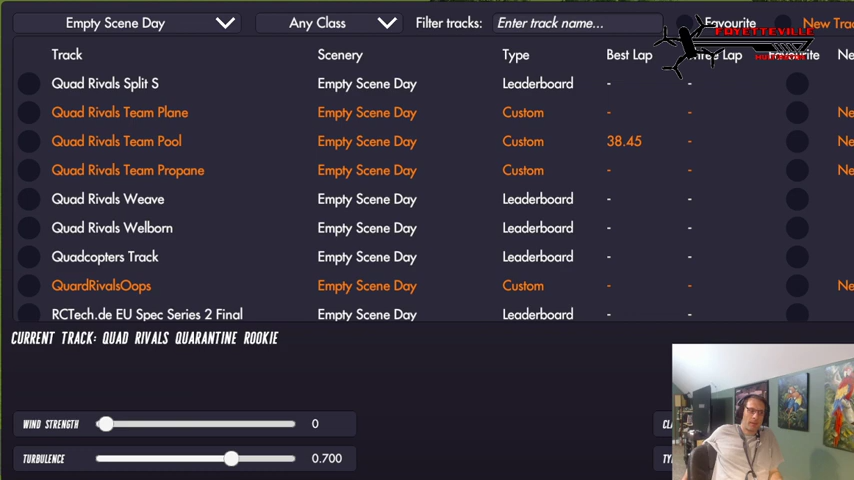 Empty Scene Day Any Class Filter tracks: Enter track name... Favourite New Trac
FAYETTEVILLE
Track Scenery Type Best Lap Lap Favourite Ne
Quad Rivals Split S Empty Scene Day Leaderboard - -
Quad Rivals Team Plane Empty Scene Day Custom - - Ne
Quad Rivals Team Pool Empty Scene Day Custom 38.45 - Ne
Quad Rivals Team Propane Empty Scene Day Custom - - Ne
Quad Rivals Weave Empty Scene Day Leaderboard - -
Quad Rivals Welborn Empty Scene Day Leaderboard - -
Quadcopters Track Empty Scene Day Leaderboard - -
QuardRivalsOops Empty Scene Day Custom - - Ne
RCTech.de EU Spec Series 2 Final Empty Scene Day Leaderboard - -
CURRENT TRACK: QUAD RIVALS QUARANTINE ROOKIE
WIND STRENGTH 0 CL
TURBULENCE 0.700 TY